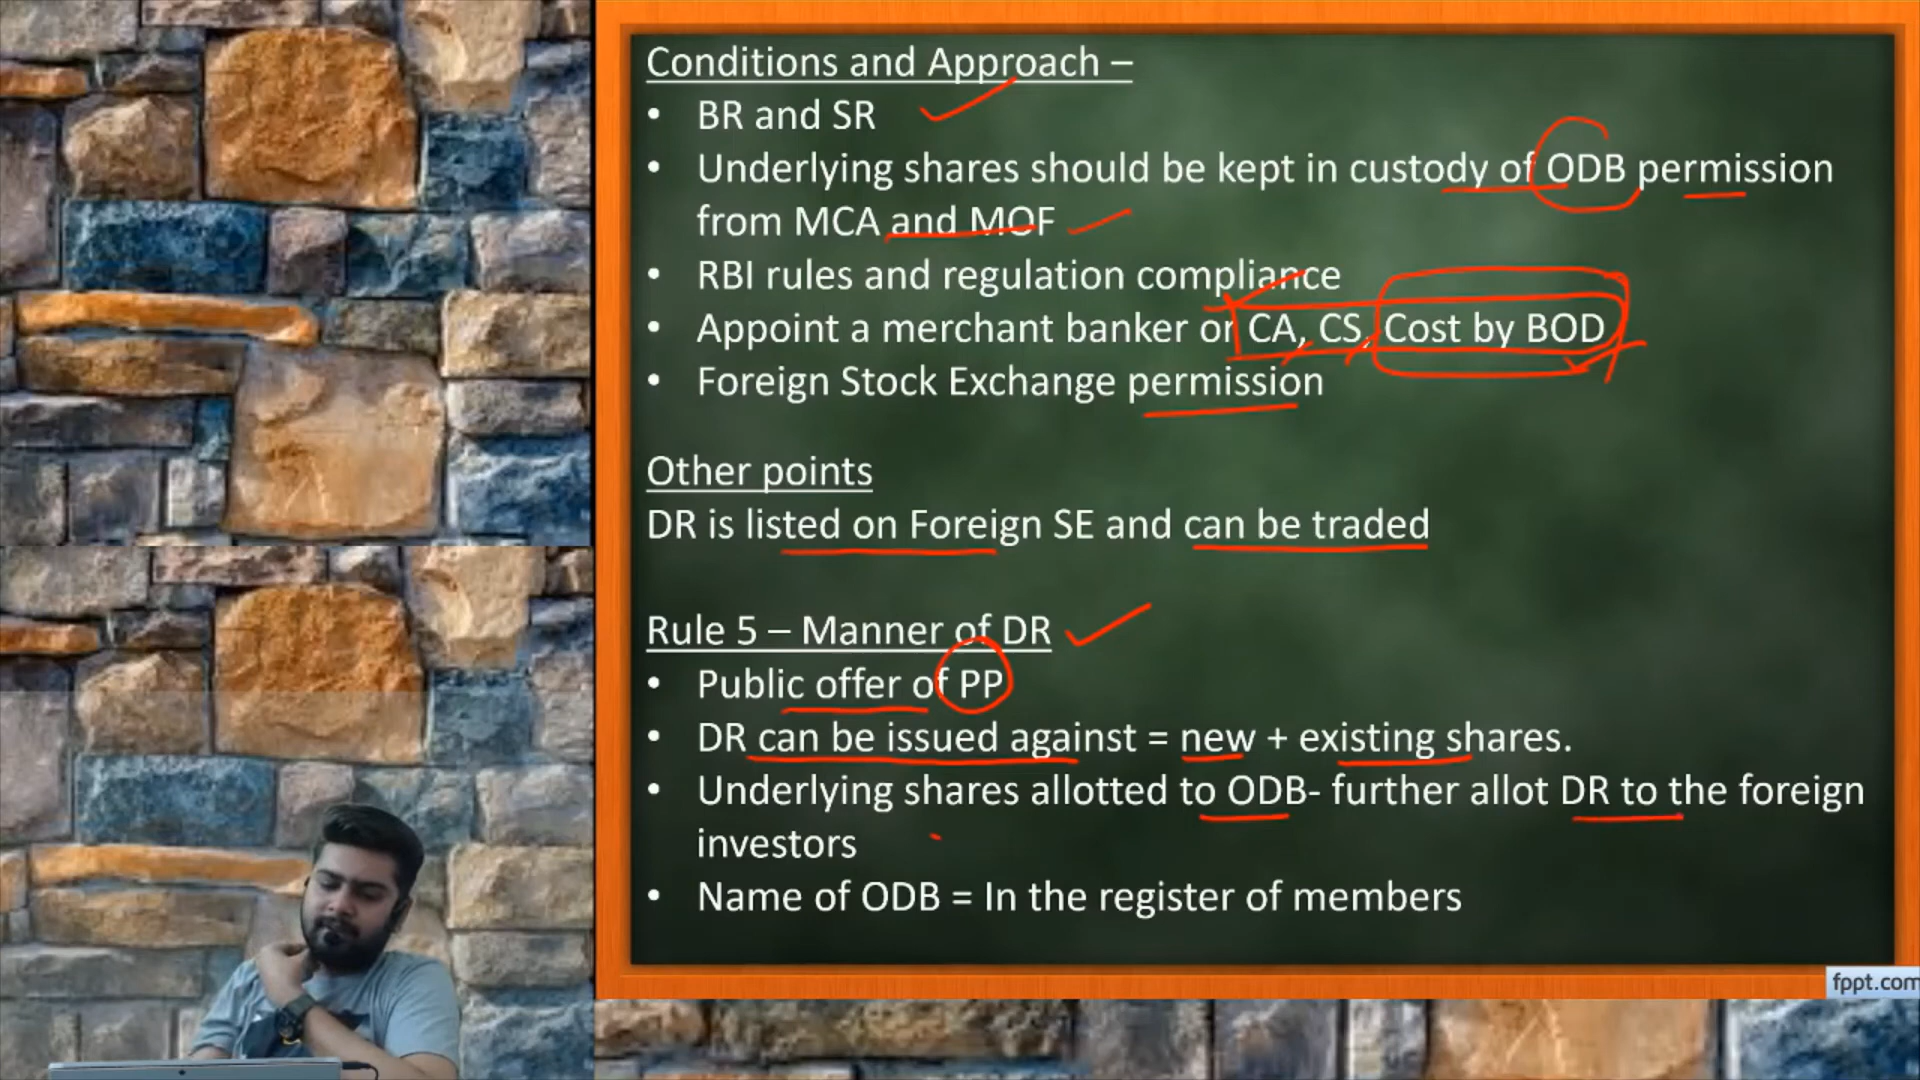 Conditions and Approach –
• BR and SR
• Underlying shares should be kept in custody of ODB permission
from MCA and MOF
• RBI rules and regulation compliance
• Appoint a merchant banker or CA, CS, Cost by BOD
• Foreign Stock Exchange permission
Other points
DR is listed on Foreign SE and can be traded
Rule 5 – Manner of DR
• Public offer of PP
• DR can be issued against = new + existing shares.
• Underlying shares allotted to ODB- further allot DR to the foreign
investors
• Name of ODB = In the register of members
fppt.com